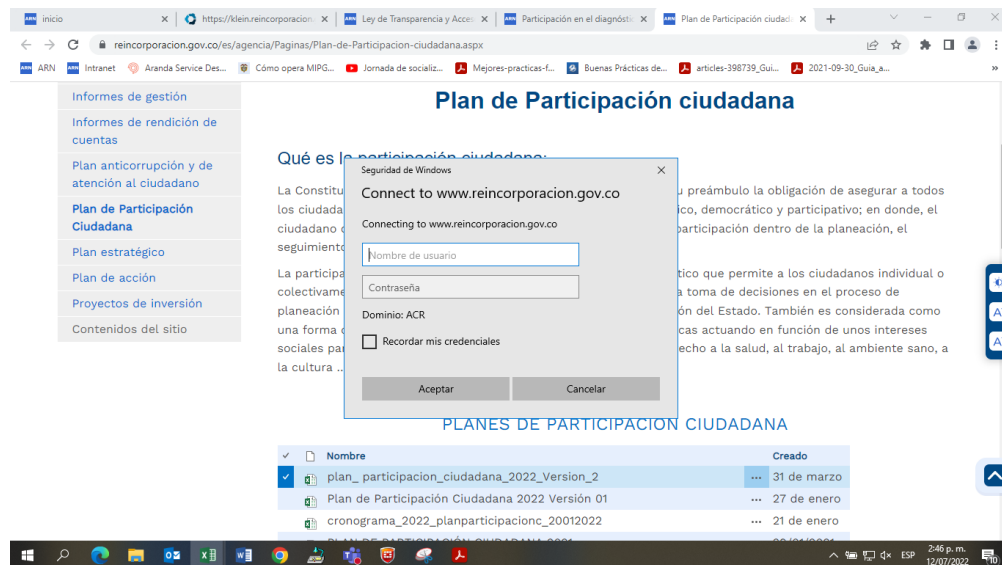 ARN inicio
https://klein.reincorporacion.
ARN Ley de Transparencia y Acces
ARN Participación en el diagnóstic
ARN Plan de Participación ciudada
reincorporacion.gov.co/es/agencia/Paginas/Plan-de-Participacion-ciudadana.aspx
ARN ARN
ARN Intranet
Aranda Service Des...
Cómo opera MIPG...
Jornada de socializ...
Mejores-practicas-f...
Buenas Prácticas de...
articles-398739_Gui...
2021-09-30_Guia_a...
»
Informes de gestión
Informes de rendición de
cuentas
Plan anticorrupción y de
atención al ciudadano
Plan de Participación
Ciudadana
Plan estratégico
Plan de acción
Proyectos de inversión
Contenidos del sitio
Plan de Participación ciudadana
Qué es la participación ciudadana:
La Constitu
u preámbulo la obligación de asegurar a todos
los ciudada
ico, democrático y participativo; en donde, el
ciudadano
participación dentro de la planeación, el
seguimiento
La participa
tico que permite a los ciudadanos individual o
colectivame
a toma de decisiones en el proceso de
planeación
ón del Estado. También es considerada como
una forma
cas actuando en función de unos intereses
sociales par
echo a la salud, al trabajo, al ambiente sano, a
la cultura ..
Seguridad de Windows
Connect to www.reincorporacion.gov.co
Connecting to www.reincorporacion.gov.co
Nombre de usuario
Contraseña
Dominio: ACR
Recordar mis credenciales
Aceptar
Cancelar
PLANES DE PARTICIPACIÓN CIUDADANA
Nombre
Creado
plan_ participacion_ciudadana_2022_Version_2 ... 31 de marzo
Plan de Participación Ciudadana 2022 Versión 01 ... 27 de enero
cronograma_2022_planparticipacionc_20012022 ... 21 de enero
A
A
ESP
2:46 p. m.
12/07/2022